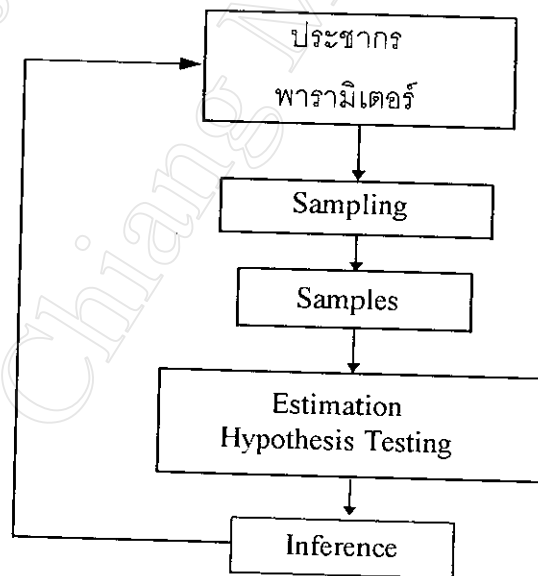 ประชากร
พารามิเตอร์
Sampling
Samples
Estimation
Hypothesis Testing
Inference
Chiang M